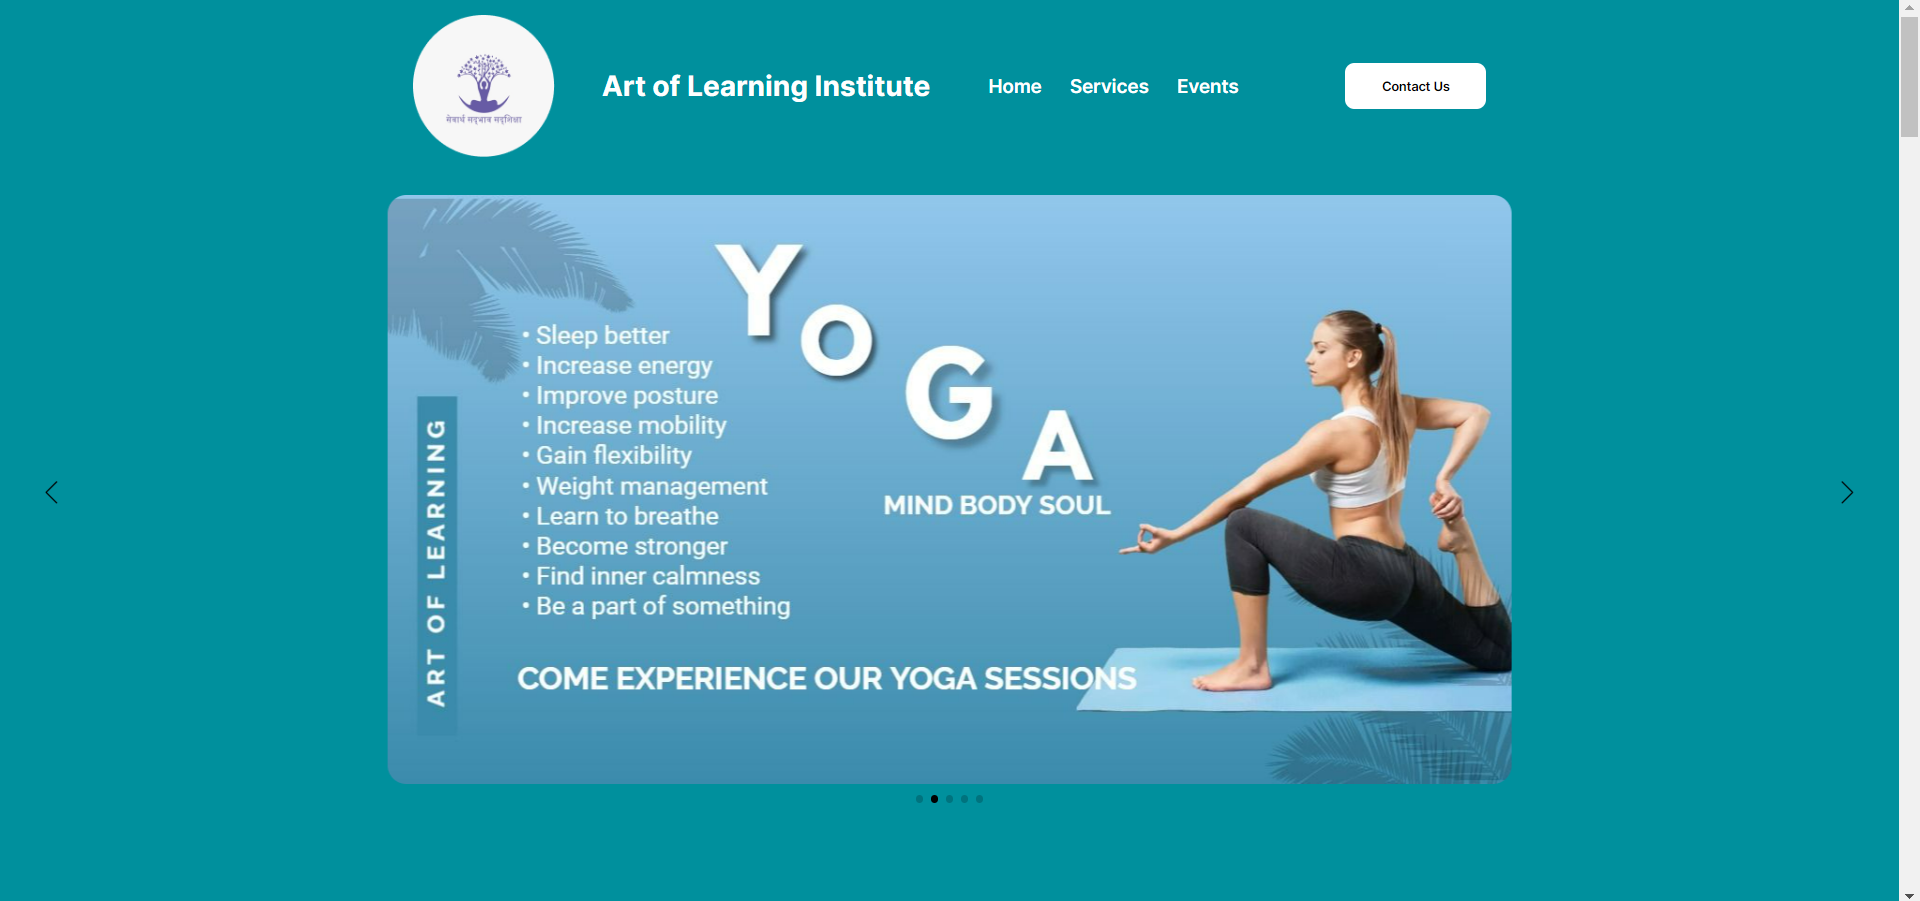 सेवार्थ सद्भाव सद्शिक्षा
Art of Learning Institute
Home
Services
Events
Contact Us
YOGA
• Sleep better
• Increase energy
• Improve posture
• Increase mobility
• Gain flexibility
• Weight management
• Learn to breathe
• Become stronger
• Find inner calmness
• Be a part of something
MIND BODY SOUL
ART OF LEARNING
COME EXPERIENCE OUR YOGA SESSIONS